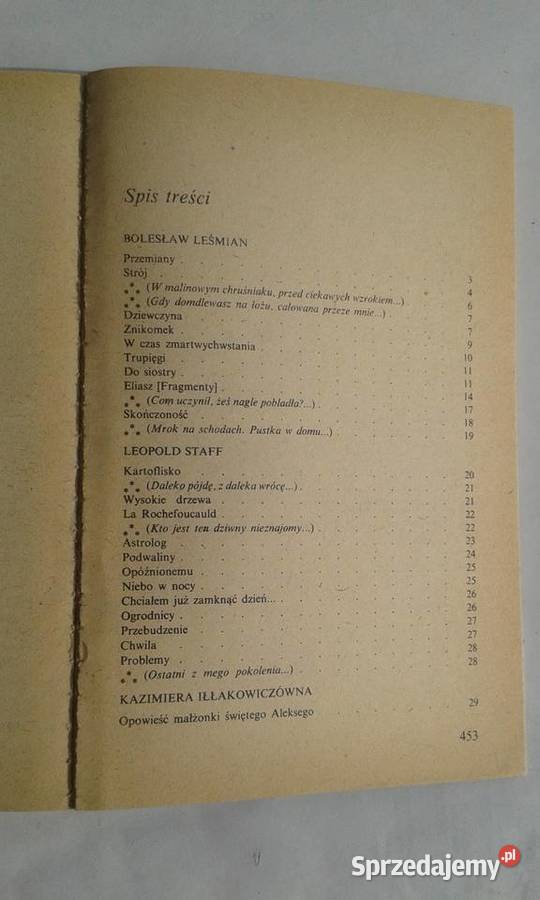 Spis treści
BOLESŁAW LEŚMIAN
Przemiany . . . . . . . . . . 3
Strój . . . . . . . . . . 4
⁂ (W malinowym chruśniaku, przed ciekawych wzrokiem...) . 6
⁂ (Gdy domdlewasz na łożu, całowana przeze mnie...) . 7
Dziewczyna . . . . . . . . . . 7
Znikomek . . . . . . . . . . 9
W czas zmartwychwstania . . . . . . . . 10
Trupięgi . . . . . . . . . . 11
Do siostry . . . . . . . . . . 11
Eliasz [Fragmenty] . . . . . . . . . 14
⁂ (Com uczynił, żeś nagle pobladła?...) . . . . . 17
Skończoność . . . . . . . . . . 18
⁂ (Mrok na schodach. Pustka w domu...) . . . . . 19
LEOPOLD STAFF
Kartoflisko . . . . . . . . . . 20
⁂ (Daleko pójdę, z daleka wrócę...) . . . . . . 21
Wysokie drzewa . . . . . . . . . 21
La Rochefoucauld . . . . . . . . . 22
⁂ (Kto jest ten dziwny nieznajomy...) . . . . . . 22
Astrolog . . . . . . . . . . 23
Podwaliny . . . . . . . . . . 24
Opóźnionemu . . . . . . . . . . 25
Niebo w nocy . . . . . . . . . . 25
Chciałem już zamknąć dzień... . . . . . . . 26
Ogrodnicy . . . . . . . . . . 26
Przebudzenie . . . . . . . . . . 27
Chwila . . . . . . . . . . 27
Problemy . . . . . . . . . . 28
⁂ (Ostatni z mego pokolenia...) . . . . . . . 28
KAZIMIERA IŁŁAKOWICZÓWNA
Opowieść małżonki świętego Aleksego . . . . . 29
453
Sprzedajemy.pl